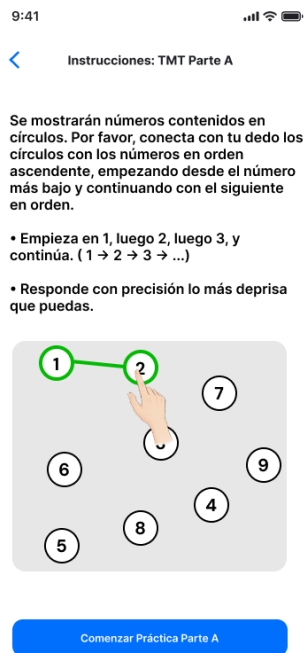 9:41
Instrucciones: TMT Parte A
Se mostrarán números contenidos en
círculos. Por favor, conecta con tu dedo los
círculos con los números en orden
ascendente, empezando desde el número
más bajo y continuando con el siguiente
en orden.
• Empieza en 1, luego 2, luego 3, y
continúa. ( 1 → 2 → 3 → ...)
• Responde con precisión lo más deprisa
que puedas.
1
2
7
6
9
4
8
5
Comenzar Práctica Parte A